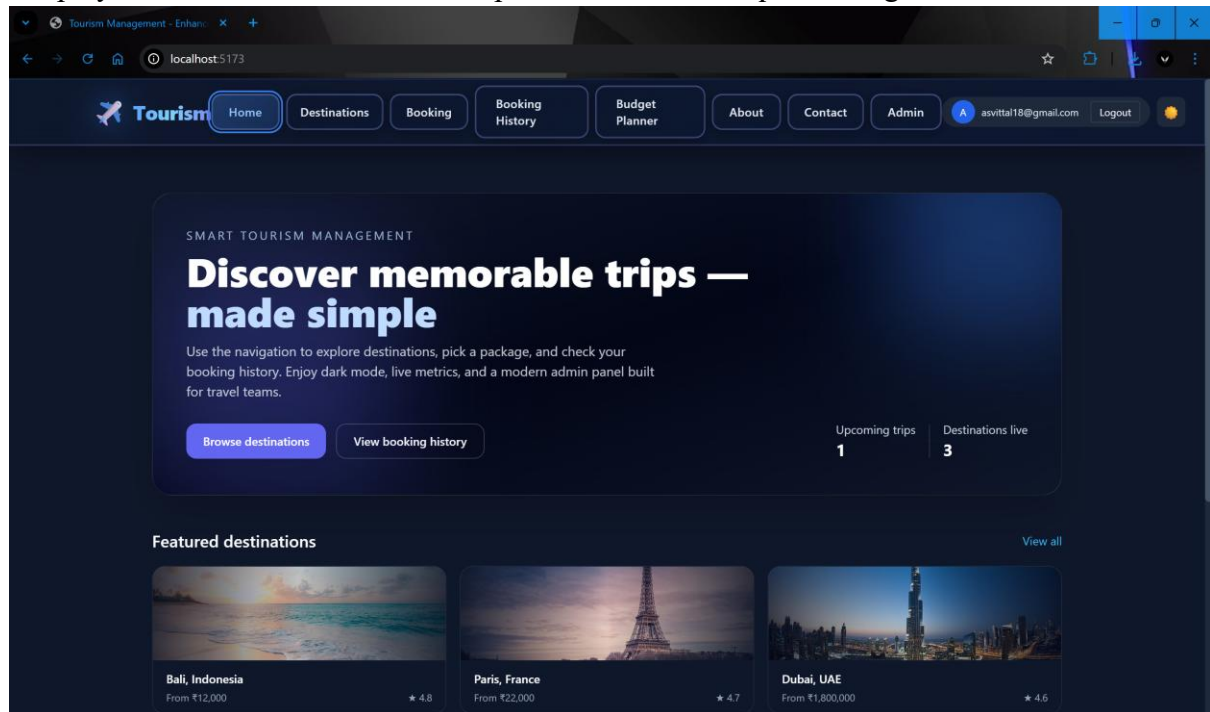 Tourism Management - Enhanc
localhost:5173
Tourism
Home
Destinations
Booking
Booking
History
Budget
Planner
About
Contact
Admin
A
asvittal18@gmail.com
Logout
SMART TOURISM MANAGEMENT
Discover memorable trips —
made simple
Use the navigation to explore destinations, pick a package, and check your
booking history. Enjoy dark mode, live metrics, and a modern admin panel built
for travel teams.
Browse destinations
View booking history
Upcoming trips
1
Destinations live
3
Featured destinations
View all
Bali, Indonesia
From ₹12,000
★ 4.8
Paris, France
From ₹22,000
★ 4.7
Dubai, UAE
From ₹1,800,000
★ 4.6